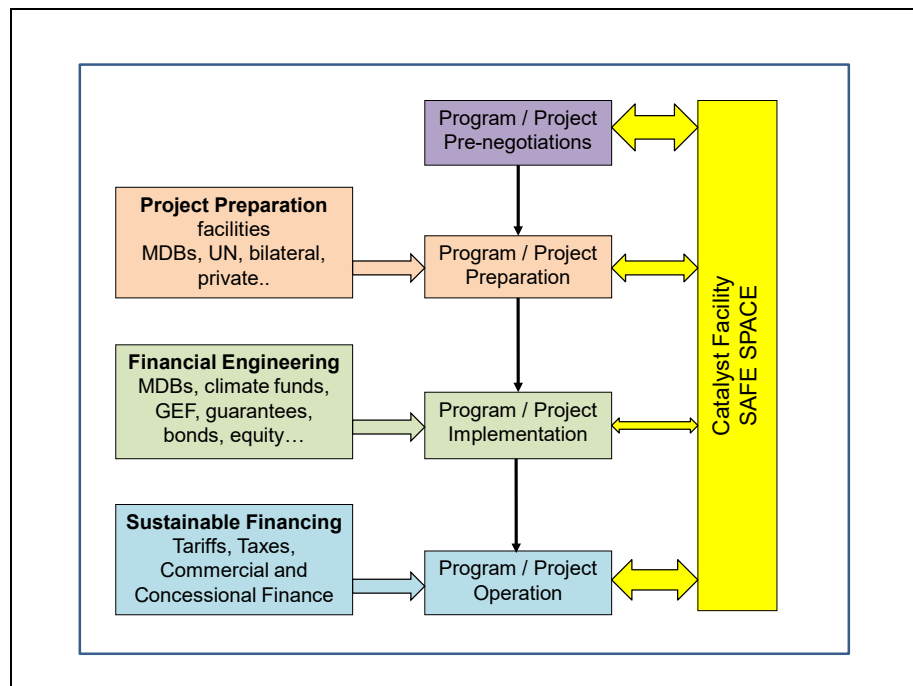 Program / Project
Pre-negotiations
Project Preparation
facilities
MDBs, UN, bilateral,
private..
Program / Project
Preparation
Financial Engineering
MDBs, climate funds,
GEF, guarantees,
bonds, equity…
Program / Project
Implementation
Sustainable Financing
Tariffs, Taxes,
Commercial and
Concessional Finance
Program / Project
Operation
Catalyst Facility
SAFE SPACE